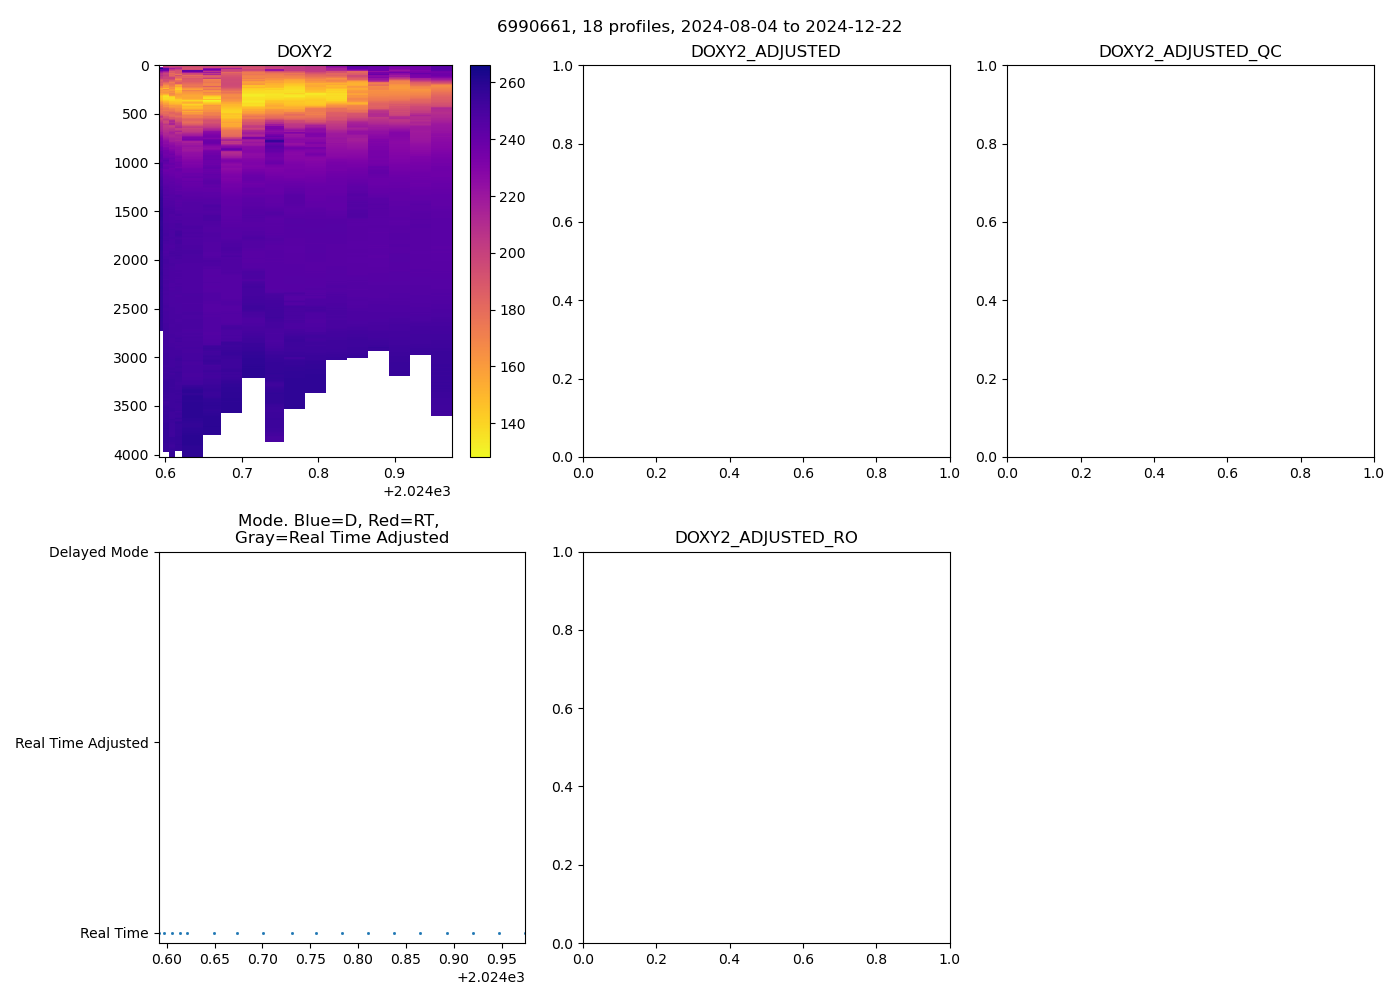 6990661, 18 profiles, 2024-08-04 to 2024-12-22
DOXY2
0
500
1000
1500
2000
2500
3000
3500
4000
0.6 0.7 0.8 0.9
+2.024e3
260
240
220
200
180
160
140
DOXY2_ADJUSTED
1.0
0.8
0.6
0.4
0.2
0.0
0.0 0.2 0.4 0.6 0.8 1.0
DOXY2_ADJUSTED_QC
1.0
0.8
0.6
0.4
0.2
0.0
0.0 0.2 0.4 0.6 0.8 1.0
Mode. Blue=D, Red=RT,
Gray=Real Time Adjusted
Delayed Mode
Real Time Adjusted
Real Time
0.60 0.65 0.70 0.75 0.80 0.85 0.90 0.95
+2.024e3
DOXY2_ADJUSTED_RO
1.0
0.8
0.6
0.4
0.2
0.0
0.0 0.2 0.4 0.6 0.8 1.0